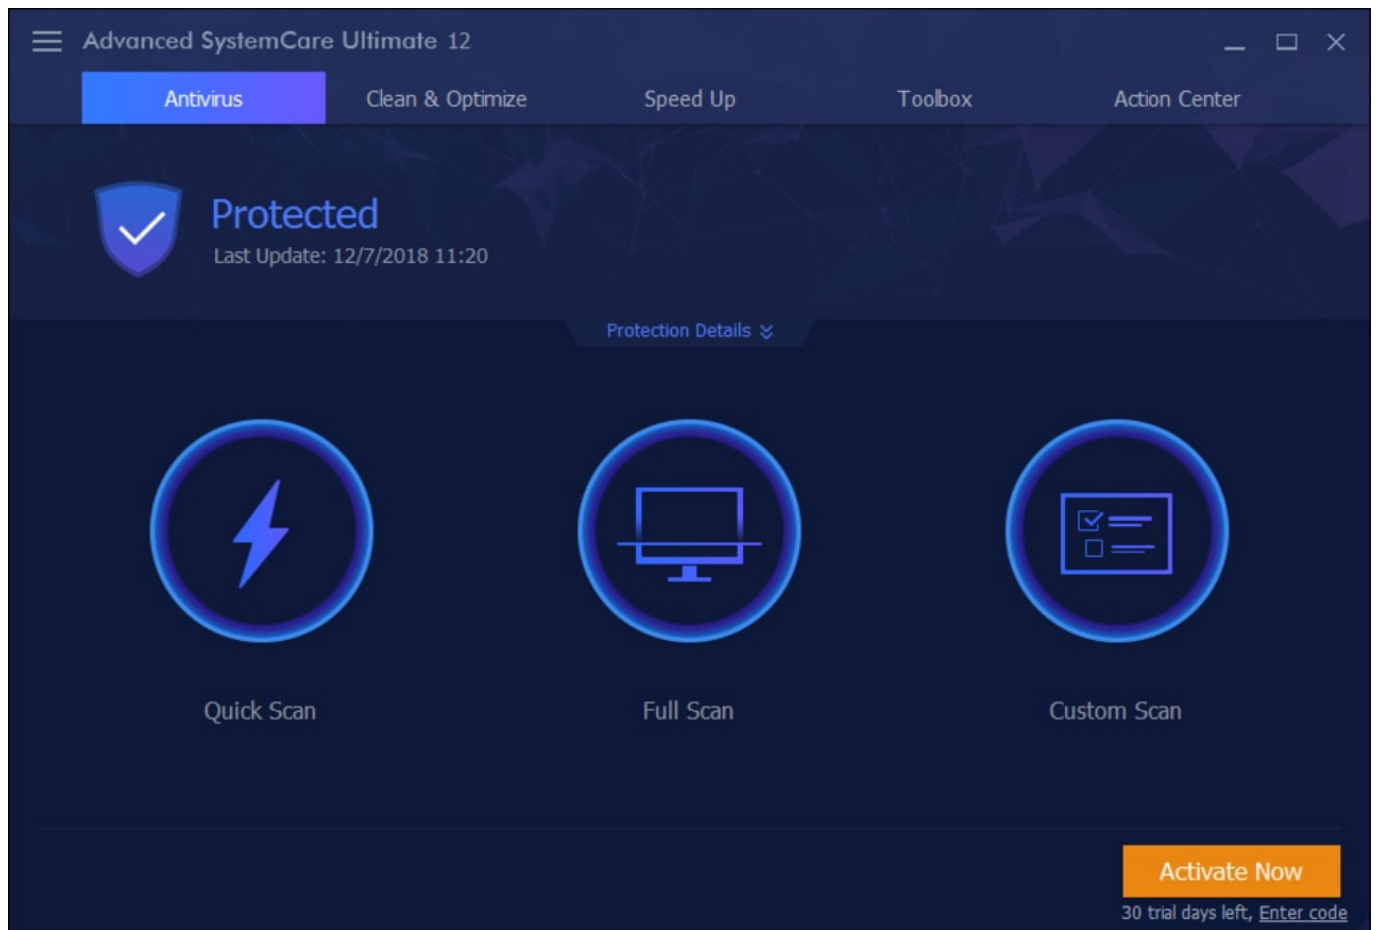 Advanced SystemCare Ultimate 12
Antivirus Clean & Optimize Speed Up Toolbox Action Center
Protected
Last Update: 12/7/2018 11:20
Protection Details
Quick Scan Full Scan Custom Scan
Activate Now
30 trial days left, Enter code